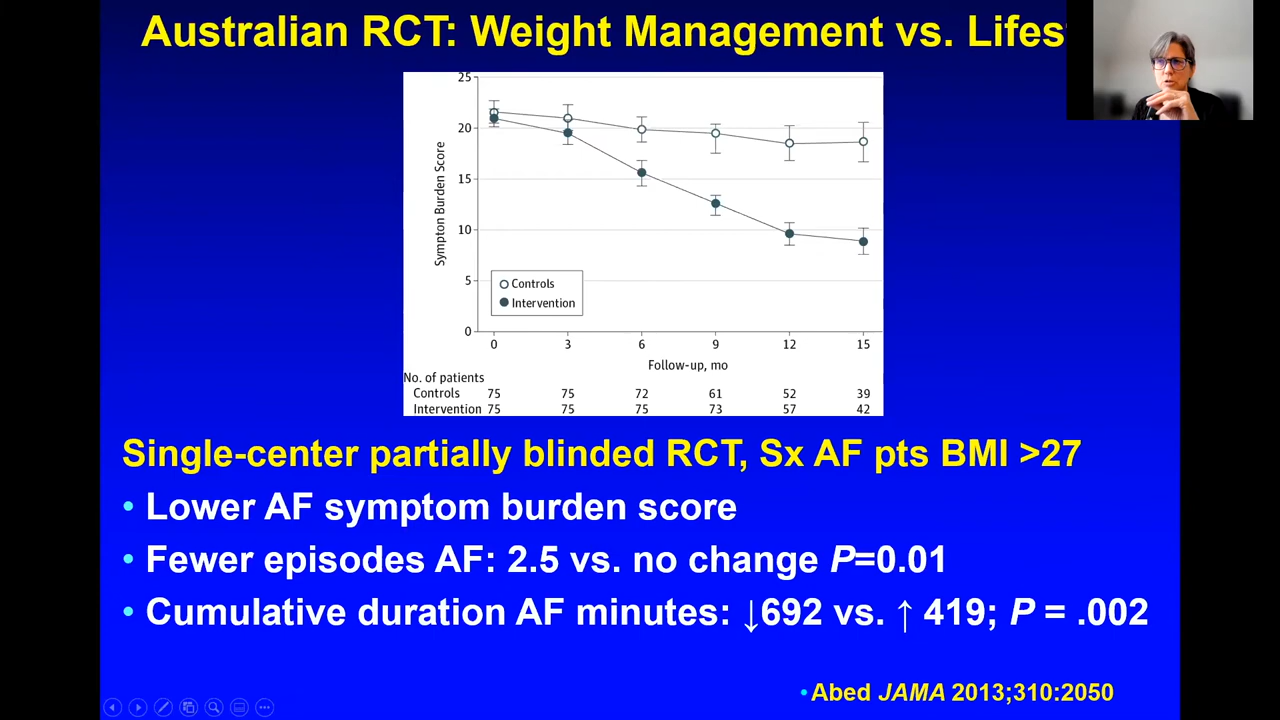 Australian RCT: Weight Management vs. Lifes
25
20
15
10
5
0
Sympton Burden Score
Controls
Intervention
0 3 6 9 12 15
Follow-up, mo
No. of patients
Controls 75 75 72 61 52 39
Intervention 75 75 75 73 57 42
Single-center partially blinded RCT, Sx AF pts BMI >27
• Lower AF symptom burden score
• Fewer episodes AF: 2.5 vs. no change P=0.01
• Cumulative duration AF minutes: ↓692 vs. ↑ 419; P = .002
• Abed JAMA 2013;310:2050